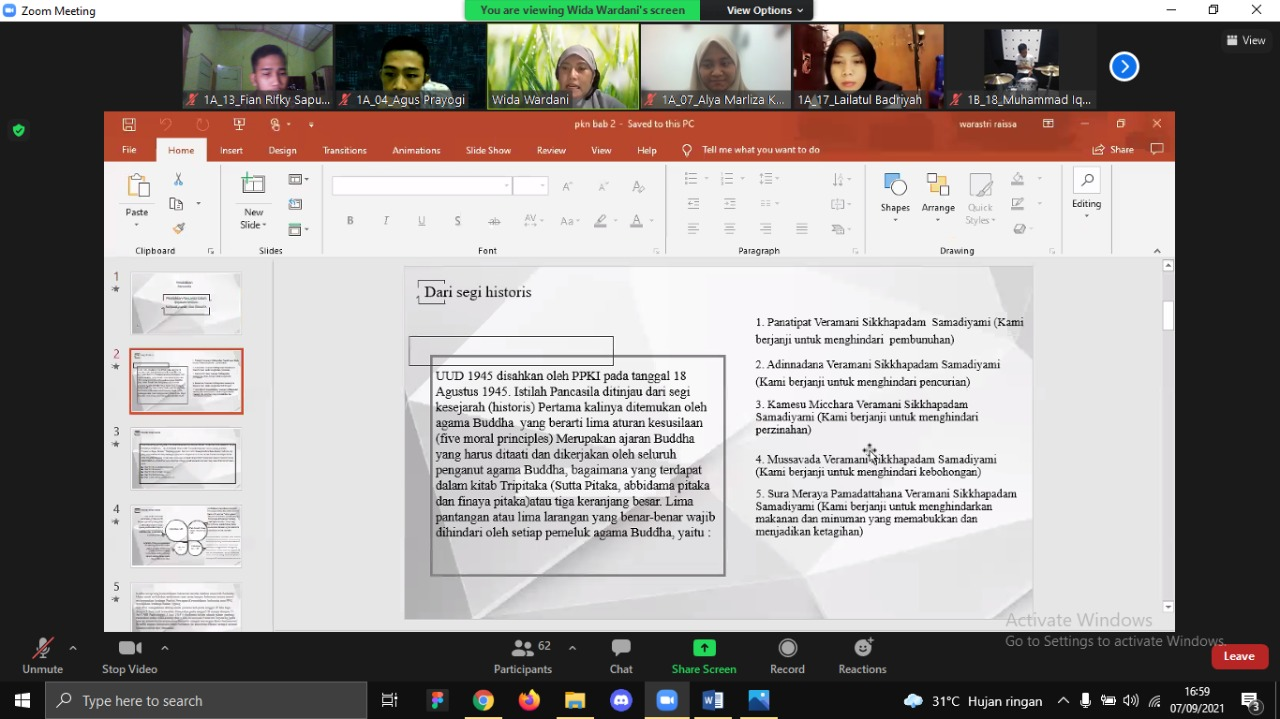 Zoom Meeting
You are viewing Wida Wardani's screen
View Options
View
1A_13_Fian RIfky Sapu...
1A_04_Agus Prayogi
Wida Wardani
1A_07_Alya Marliza K...
1A_17_Lailatul Badriyah
1B_18_Muhammad Iq...
pkn bab 2 - Saved to this PC
warastri raissa
File
Home
Insert
Design
Transitions
Animations
Slide Show
Review
View
Help
Tell me what you want to do
Share
Paste
New
Slide
B
I
U
S
abc
AV
Aa
A
Shapes
Arrange
Quick
Styles
Editing
Clipboard
Slides
Font
Paragraph
Drawing
1
2
3
4
5
Dari segi historis
UUD 1945 disahkan oleh PPKI pada tanggal 18
Agustus 1945. Istilah Pancasila ditinjau dari segi
kesejarah (historis) Pertama kalinya ditemukan oleh
agama Buddha yang berarti lima aturan kesusilaan
(five moral principles) Merupakan ajaran Buddha
yang harus ditaati dan dikerjakan oleh seluruh
penganut agama Buddha, bagaimana yang terdapat
dalam kitab Tripitaka (Sutta Pitaka, abbidama pitaka
dan finaya pitaka)atau tiga keranjang besar. Lima
pantangan atau lima larangan yang benar-benar wajib
dihindari oleh setiap pemeluk agama Buddha, yaitu :
1. Panatipat Veramani Sikkhapadam Samadiyami (Kami
berjanji untuk menghindari pembunuhan)
2. Adinnadana Veramani Sikkhapadam Samadiyami
(Kami berjanji untuk menghindari pencurian)
3. Kamesu Micchara Veramani Sikkhapadam
Samadiyami (Kami berjanji untuk menghindari
perzinahan)
4. Mussavada Veramani Sikkhapadam Samadiyami
(Kami berjanji untuk menghindari kebohongan)
5. Sura Meraya Pamadattahana Veramani Sikkhapadam
Samadiyami (Kami berjanji untuk menghindarkan
makanan dan minuman yang memabukkan dan
menjadikan ketagihan)
Activate Windows
Go to Settings to activate Windows.
Unmute
Stop Video
Participants
62
Chat
Share Screen
Record
Reactions
Leave
Type here to search
31°C Hujan ringan
16:59
07/09/2021
3